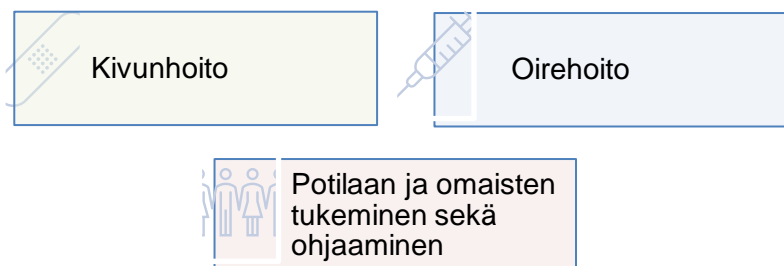 Kivunhoito
Oirehoito
Potilaan ja omaisten
tukeminen sekä
ohjaaminen